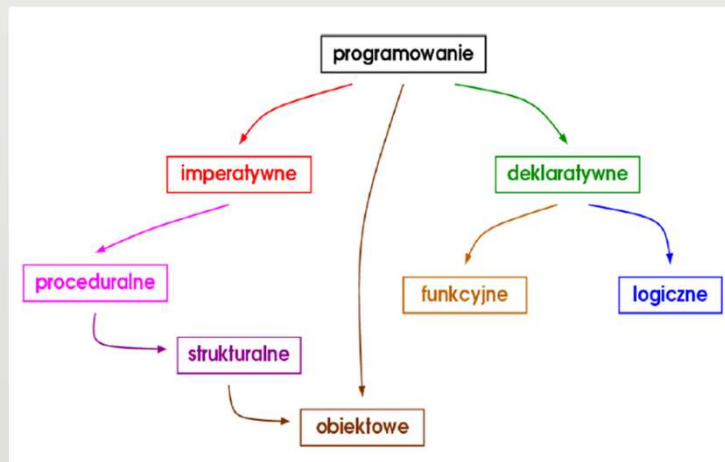 programowanie
imperatywne
deklaratywne
proceduralne
funkcyjne
logiczne
strukturalne
obiektowe